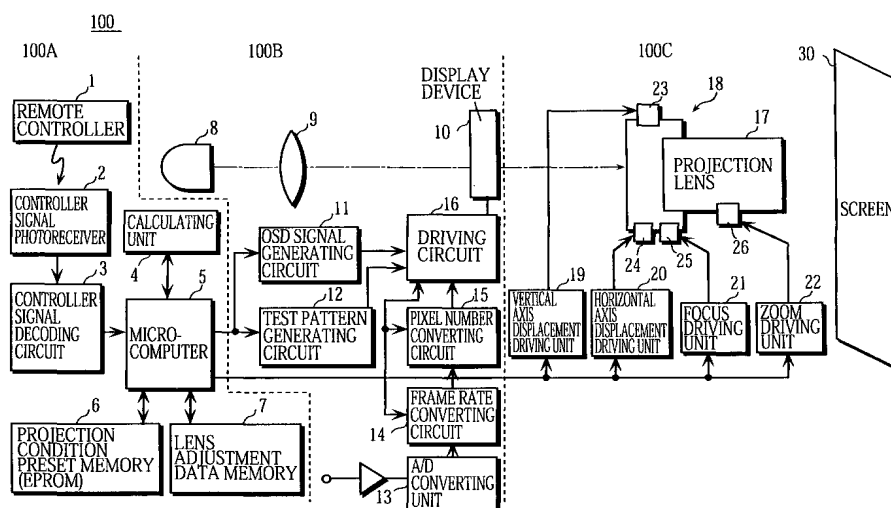 100
100A
100B
100C
30
1
REMOTE
CONTROLLER
2
CONTROLLER
SIGNAL
PHOTORECEIVER
3
CONTROLLER
SIGNAL
DECODING
CIRCUIT
CALCULATING
UNIT
4
5
MICRO-
COMPUTER
6
PROJECTION
CONDITION
PRESET MEMORY
(EPROM)
7
LENS
ADJUSTMENT
DATA MEMORY
8
9
DISPLAY
DEVICE
10
11
OSD SIGNAL
GENERATING
CIRCUIT
12
TEST PATTERN
GENERATING
CIRCUIT
16
DRIVING
CIRCUIT
15
PIXEL NUMBER
CONVERTING
CIRCUIT
FRAME RATE
CONVERTING
CIRCUIT
14
A/D
CONVERTING
UNIT
13
23
18
17
PROJECTION
LENS
24
25
26
19
VERTICAL
AXIS
DISPLACEMENT
DRIVING UNIT
20
HORIZONTAL
AXIS
DISPLACEMENT
DRIVING UNIT
21
FOCUS
DRIVING
UNIT
22
ZOOM
DRIVING
UNIT
SCREEN